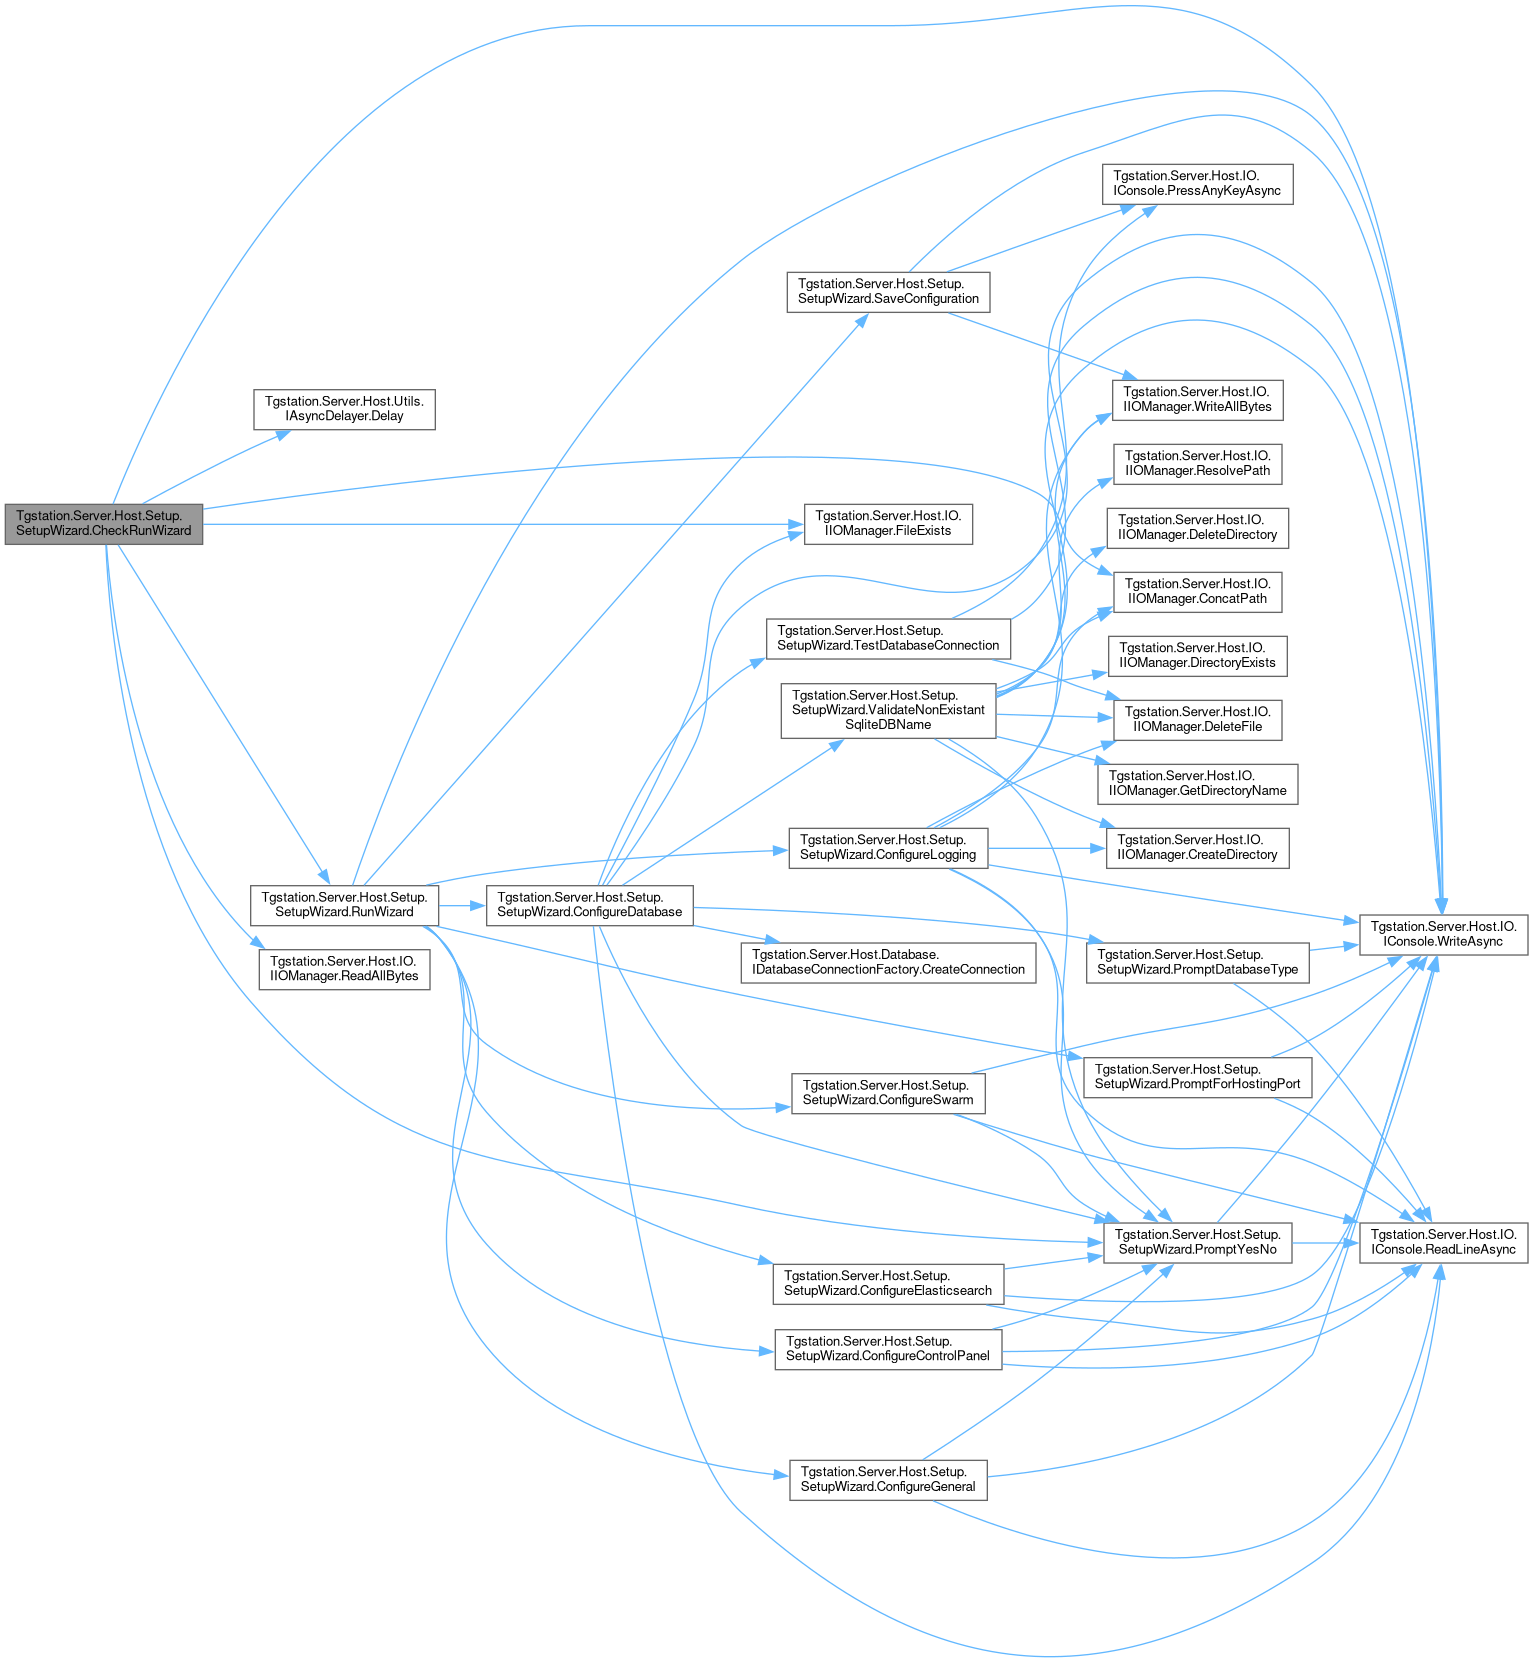 Tgstation.Server.Host.Setup.
SetupWizard.CheckRunWizard
Tgstation.Server.Host.Utils.
IAsyncDelayer.Delay
Tgstation.Server.Host.Setup.
SetupWizard.RunWizard
Tgstation.Server.Host.IO.
IIOManager.ReadAllBytes
Tgstation.Server.Host.Setup.
SetupWizard.ConfigureDatabase
Tgstation.Server.Host.Setup.
SetupWizard.SaveConfiguration
Tgstation.Server.Host.IO.
IIOManager.FileExists
Tgstation.Server.Host.Setup.
SetupWizard.TestDatabaseConnection
Tgstation.Server.Host.Setup.
SetupWizard.ValidateNonExistant
SqliteDBName
Tgstation.Server.Host.Setup.
SetupWizard.ConfigureLogging
Tgstation.Server.Host.Database.
IDatabaseConnectionFactory.CreateConnection
Tgstation.Server.Host.Setup.
SetupWizard.ConfigureSwarm
Tgstation.Server.Host.Setup.
SetupWizard.ConfigureElasticsearch
Tgstation.Server.Host.Setup.
SetupWizard.ConfigureControlPanel
Tgstation.Server.Host.Setup.
SetupWizard.ConfigureGeneral
Tgstation.Server.Host.IO.
IConsole.PressAnyKeyAsync
Tgstation.Server.Host.IO.
IIOManager.WriteAllBytes
Tgstation.Server.Host.IO.
IIOManager.ResolvePath
Tgstation.Server.Host.IO.
IIOManager.DeleteDirectory
Tgstation.Server.Host.IO.
IIOManager.ConcatPath
Tgstation.Server.Host.IO.
IIOManager.DirectoryExists
Tgstation.Server.Host.IO.
IIOManager.DeleteFile
Tgstation.Server.Host.IO.
IIOManager.GetDirectoryName
Tgstation.Server.Host.IO.
IIOManager.CreateDirectory
Tgstation.Server.Host.Setup.
SetupWizard.PromptDatabaseType
Tgstation.Server.Host.Setup.
SetupWizard.PromptForHostingPort
Tgstation.Server.Host.Setup.
SetupWizard.PromptYesNo
Tgstation.Server.Host.IO.
IConsole.WriteAsync
Tgstation.Server.Host.IO.
IConsole.ReadLineAsync